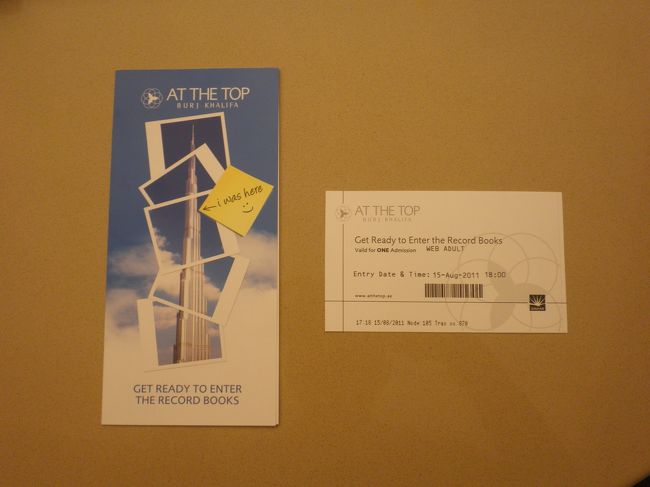 AT THE TOP
BURJ KHALIFA
i was here
GET READY TO ENTER
THE RECORD BOOKS
AT THE TOP
BURJ KHALIFA
Get Ready to Enter the Record Books
Valid for ONE Admission WEB ADULT
Entry Date & Time: 15-Aug-2011 18:00
www.atthetop.ae
17:18 15/08/2011 Node 105 Trax.no 870